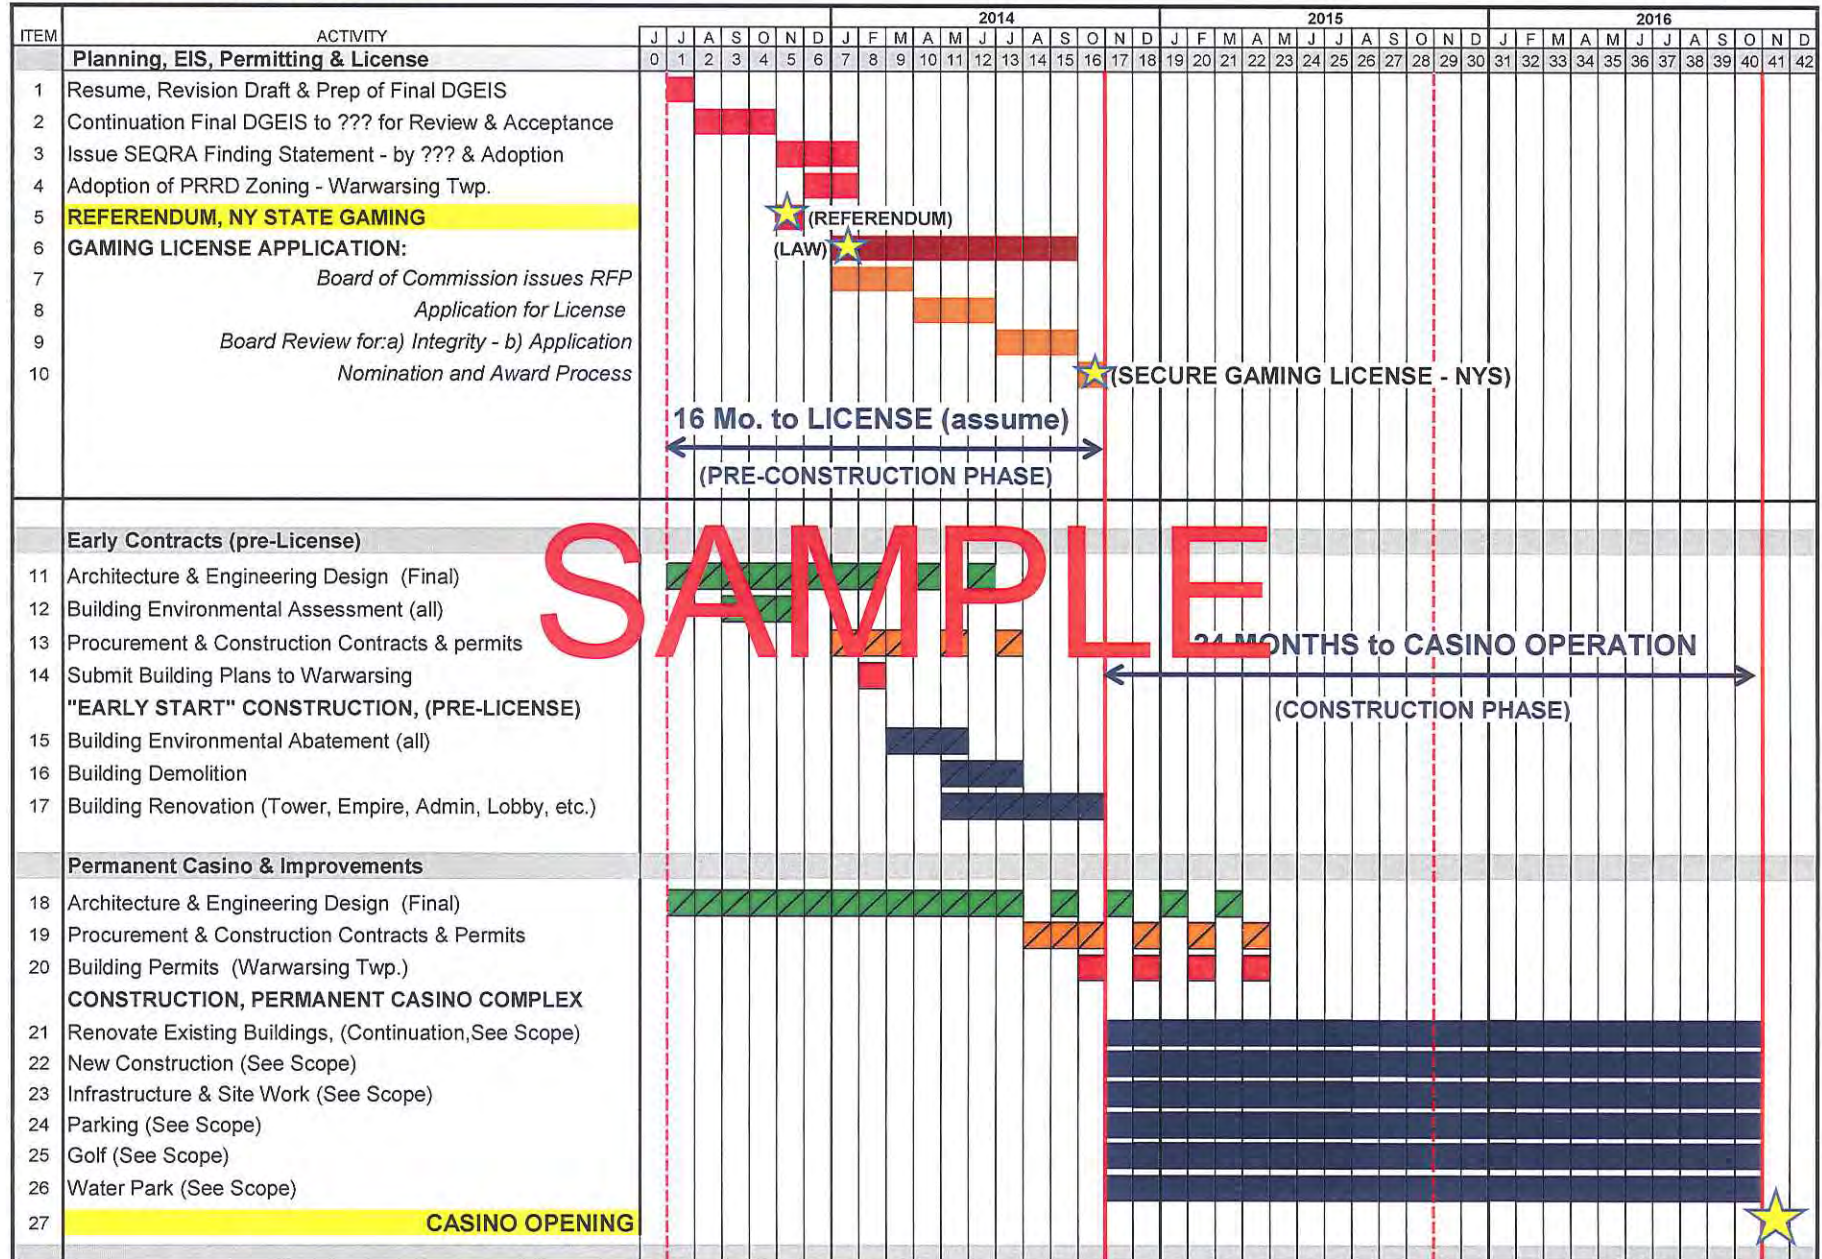 2014 2015 2016
ITEM ACTIVITY J J A S O N D J F M A M J J A S O N D J F M A M J J A S O N D J F M A M J J A S O N D
Planning, EIS, Permitting & License 0 1 2 3 4 5 6 7 8 9 10 11 12 13 14 15 16 17 18 19 20 21 22 23 24 25 26 27 28 29 30 31 32 33 34 35 36 37 38 39 40 41 42
1 Resume, Revision Draft & Prep of Final DGEIS
2 Continuation Final DGEIS to ??? for Review & Acceptance
3 Issue SEQRA Finding Statement - by ??? & Adoption
4 Adoption of PRRD Zoning - Warwarsing Twp.
5 REFERENDUM, NY STATE GAMING (REFERENDUM)
6 GAMING LICENSE APPLICATION: (LAW)
7 Board of Commission issues RFP
8 Application for License
9 Board Review for:a) Integrity - b) Application
10 Nomination and Award Process (SECURE GAMING LICENSE - NYS)
16 Mo. to LICENSE (assume)
(PRE-CONSTRUCTION PHASE)
SAMPLE
Early Contracts (pre-License)
11 Architecture & Engineering Design (Final)
12 Building Environmental Assessment (all)
13 Procurement & Construction Contracts & permits 24 MONTHS to CASINO OPERATION
14 Submit Building Plans to Warwarsing
"EARLY START" CONSTRUCTION, (PRE-LICENSE) (CONSTRUCTION PHASE)
15 Building Environmental Abatement (all)
16 Building Demolition
17 Building Renovation (Tower, Empire, Admin, Lobby, etc.)
Permanent Casino & Improvements
18 Architecture & Engineering Design (Final)
19 Procurement & Construction Contracts & Permits
20 Building Permits (Warwarsing Twp.)
CONSTRUCTION, PERMANENT CASINO COMPLEX
21 Renovate Existing Buildings, (Continuation,See Scope)
22 New Construction (See Scope)
23 Infrastructure & Site Work (See Scope)
24 Parking (See Scope)
25 Golf (See Scope)
26 Water Park (See Scope)
27 CASINO OPENING